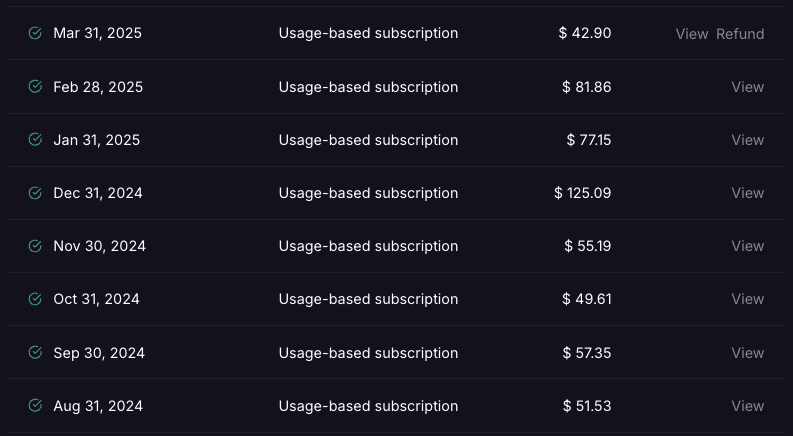 Mar 31, 2025 Usage-based subscription $ 42.90 View Refund
Feb 28, 2025 Usage-based subscription $ 81.86 View
Jan 31, 2025 Usage-based subscription $ 77.15 View
Dec 31, 2024 Usage-based subscription $ 125.09 View
Nov 30, 2024 Usage-based subscription $ 55.19 View
Oct 31, 2024 Usage-based subscription $ 49.61 View
Sep 30, 2024 Usage-based subscription $ 57.35 View
Aug 31, 2024 Usage-based subscription $ 51.53 View